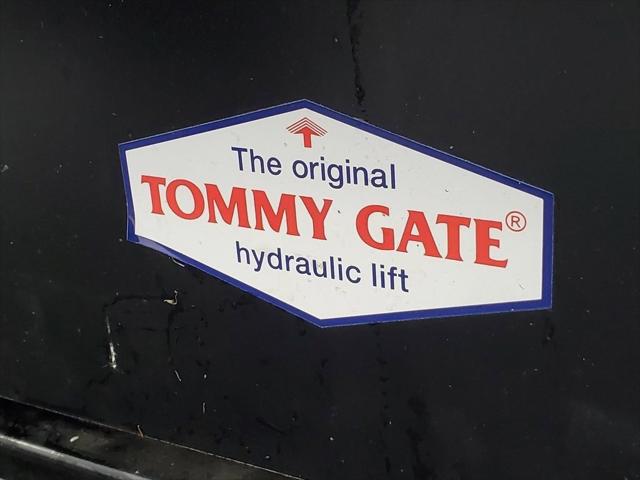 The original
TOMMY GATE®
hydraulic lift